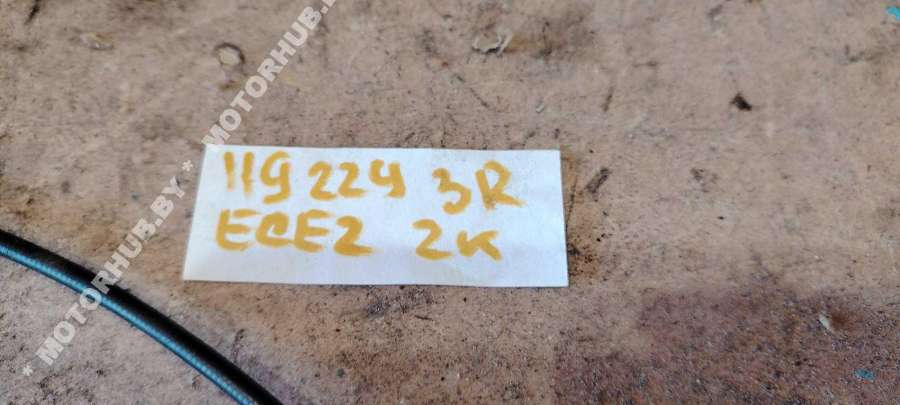 * MOTORHUB.BY * MOTORHUB.
119224 3R
ECE2 2K